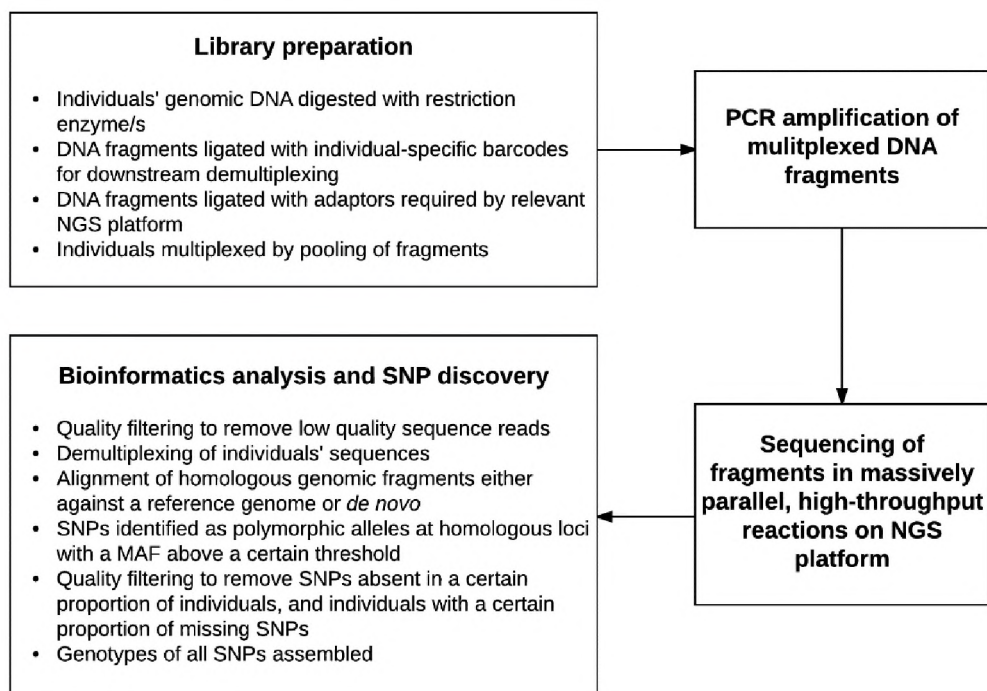 Library preparation
• Individuals' genomic DNA digested with restriction
enzyme/s
• DNA fragments ligated with individual-specific barcodes
for downstream demultiplexing
• DNA fragments ligated with adaptors required by relevant
NGS platform
• Individuals multiplexed by pooling of fragments
PCR amplification of
mulitplexed DNA
fragments
Sequencing of
fragments in massively
parallel, high-throughput
reactions on NGS
platform
Bioinformatics analysis and SNP discovery
• Quality filtering to remove low quality sequence reads
• Demultiplexing of individuals' sequences
• Alignment of homologous genomic fragments either
against a reference genome or de novo
• SNPs identified as polymorphic alleles at homologous loci
with a MAF above a certain threshold
• Quality filtering to remove SNPs absent in a certain
proportion of individuals, and individuals with a certain
proportion of missing SNPs
• Genotypes of all SNPs assembled